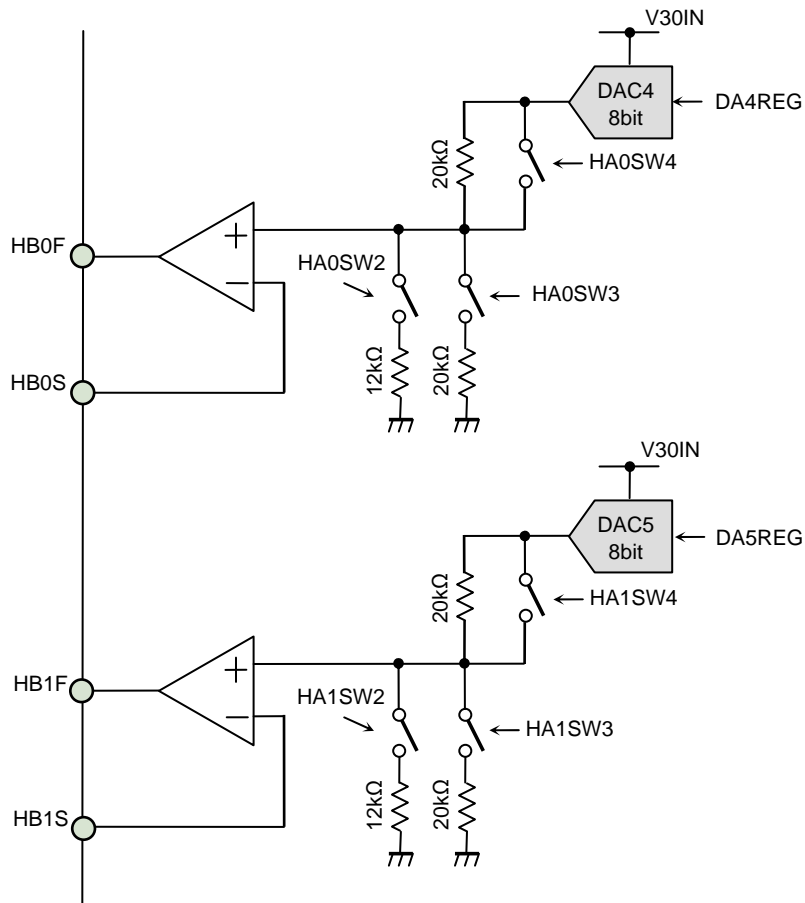 V30IN
DAC4
8bit
DA4REG
20kΩ
HA0SW4
HB0F
+
−
HA0SW2
HA0SW3
HB0S
12kΩ
20kΩ
V30IN
DAC5
8bit
DA5REG
20kΩ
HA1SW4
HB1F
+
−
HA1SW2
HA1SW3
HB1S
12kΩ
20kΩ